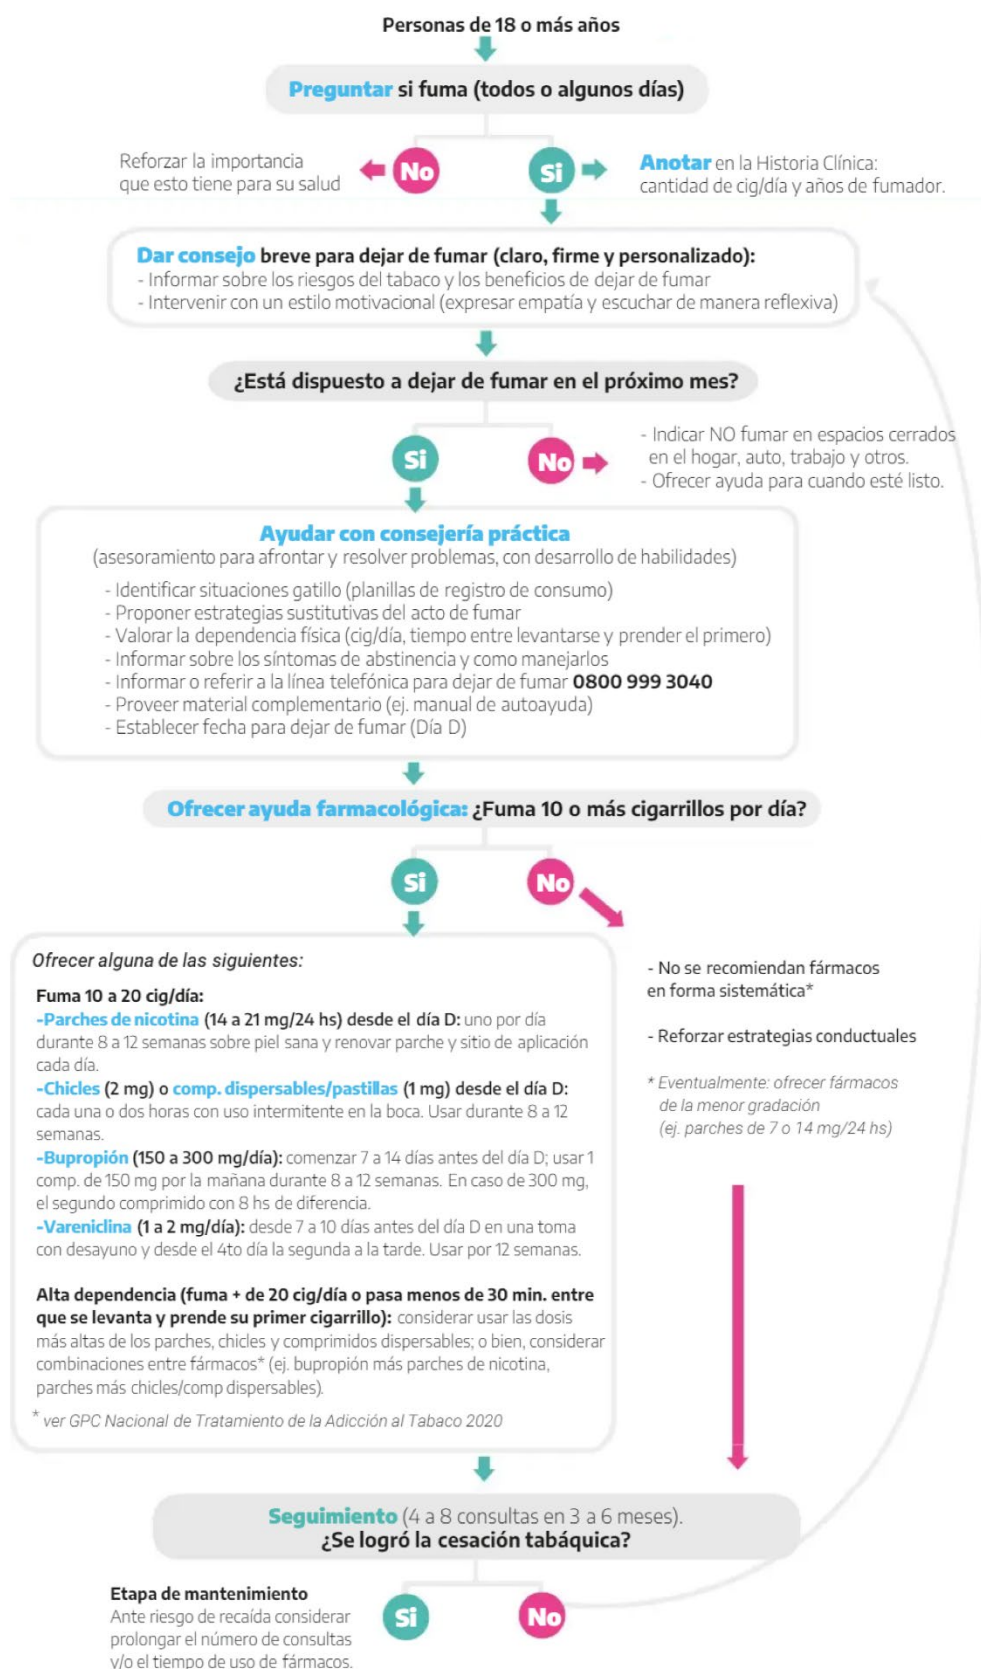 Personas de 18 o más años
Preguntar si fuma (todos o algunos días)
Reforzar la importancia
que esto tiene para su salud
No
Si
Anotar en la Historia Clínica:
cantidad de cig/día y años de fumador.
Dar consejo breve para dejar de fumar (claro, firme y personalizado):
- Informar sobre los riesgos del tabaco y los beneficios de dejar de fumar
- Intervenir con un estilo motivacional (expresar empatía y escuchar de manera reflexiva)
¿Está dispuesto a dejar de fumar en el próximo mes?
Si
No
- Indicar NO fumar en espacios cerrados
en el hogar, auto, trabajo y otros.
- Ofrecer ayuda para cuando esté listo.
Ayudar con consejería práctica
(asesoramiento para afrontar y resolver problemas, con desarrollo de habilidades)
- Identificar situaciones gatillo (planillas de registro de consumo)
- Proponer estrategias sustitutivas del acto de fumar
- Valorar la dependencia física (cig/día, tiempo entre levantarse y prender el primero)
- Informar sobre los síntomas de abstinencia y como manejarlos
- Informar o referir a la línea telefónica para dejar de fumar 0800 999 3040
- Proveer material complementario (ej. manual de autoayuda)
- Establecer fecha para dejar de fumar (Día D)
Ofrecer ayuda farmacológica: ¿Fuma 10 o más cigarrillos por día?
Si
No
Ofrecer alguna de las siguientes:
Fuma 10 a 20 cig/día:
-Parches de nicotina (14 a 21 mg/24 hs) desde el día D: uno por día
durante 8 a 12 semanas sobre piel sana y renovar parche y sitio de aplicación
cada día.
-Chicles (2 mg) o comp. dispersables/pastillas (1 mg) desde el día D:
cada una o dos horas con uso intermitente en la boca. Usar durante 8 a 12
semanas.
-Bupropión (150 a 300 mg/día): comenzar 7 a 14 días antes del día D; usar 1
comp. de 150 mg por la mañana durante 8 a 12 semanas. En caso de 300 mg,
el segundo comprimido con 8 hs de diferencia.
-Vareniclina (1 a 2 mg/día): desde 7 a 10 días antes del día D en una toma
con desayuno y desde el 4to día la segunda a la tarde. Usar por 12 semanas.
Alta dependencia (fuma + de 20 cig/día o pasa menos de 30 min. entre
que se levanta y prende su primer cigarrillo): considerar usar las dosis
más altas de los parches, chicles y comprimidos dispersables; o bien, considerar
combinaciones entre fármacos* (ej. bupropión más parches de nicotina,
parches más chicles/comp dispersables).
* ver GPC Nacional de Tratamiento de la Adicción al Tabaco 2020
- No se recomiendan fármacos
en forma sistemática*
- Reforzar estrategias conductuales
* Eventualmente: ofrecer fármacos
de la menor gradación
(ej. parches de 7 o 14 mg/24 hs)
Seguimiento (4 a 8 consultas en 3 a 6 meses).
¿Se logró la cesación tabáquica?
Etapa de mantenimiento
Ante riesgo de recaída considerar
prolongar el número de consultas
y/o el tiempo de uso de fármacos.
Si
No